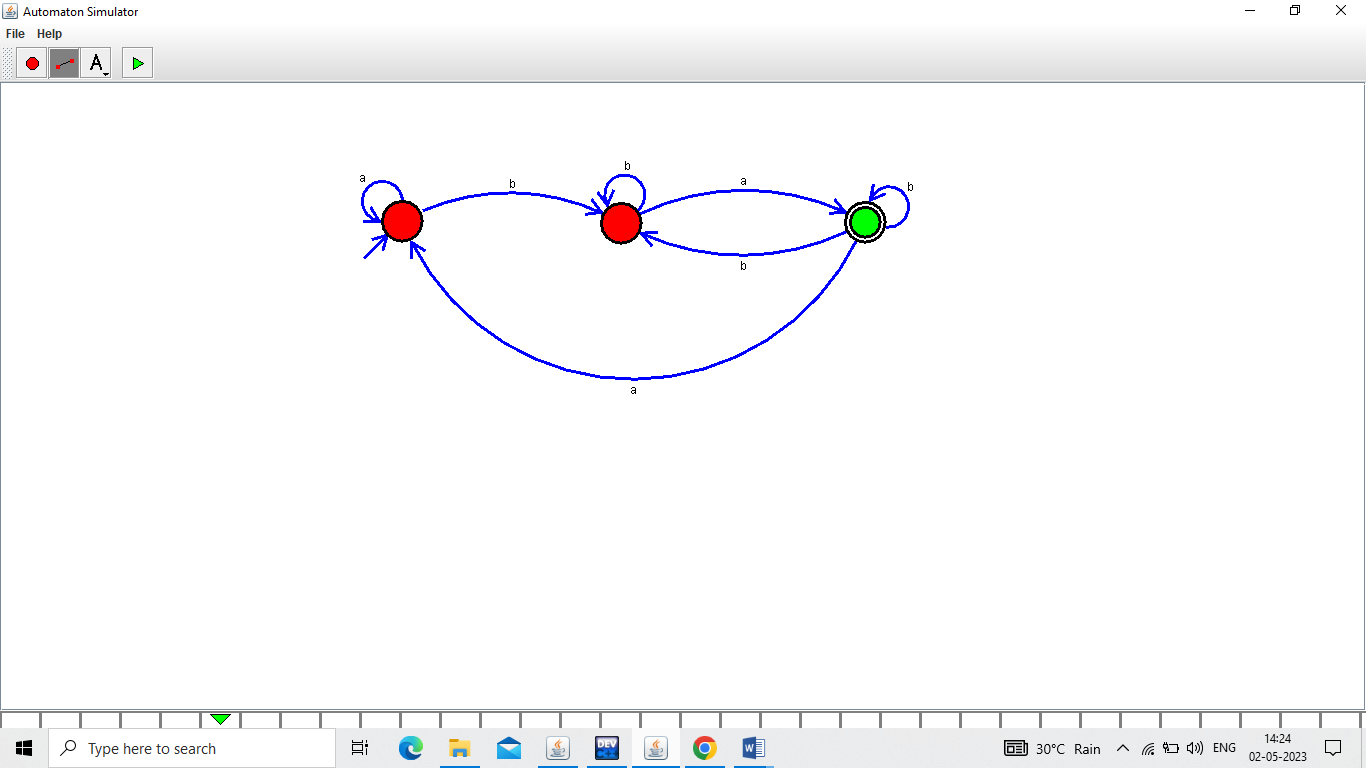 Automaton Simulator
File Help
A
a
b
b
a
b
b
a
DEV
Type here to search
30°C Rain
ENG
14:24
02-05-2023